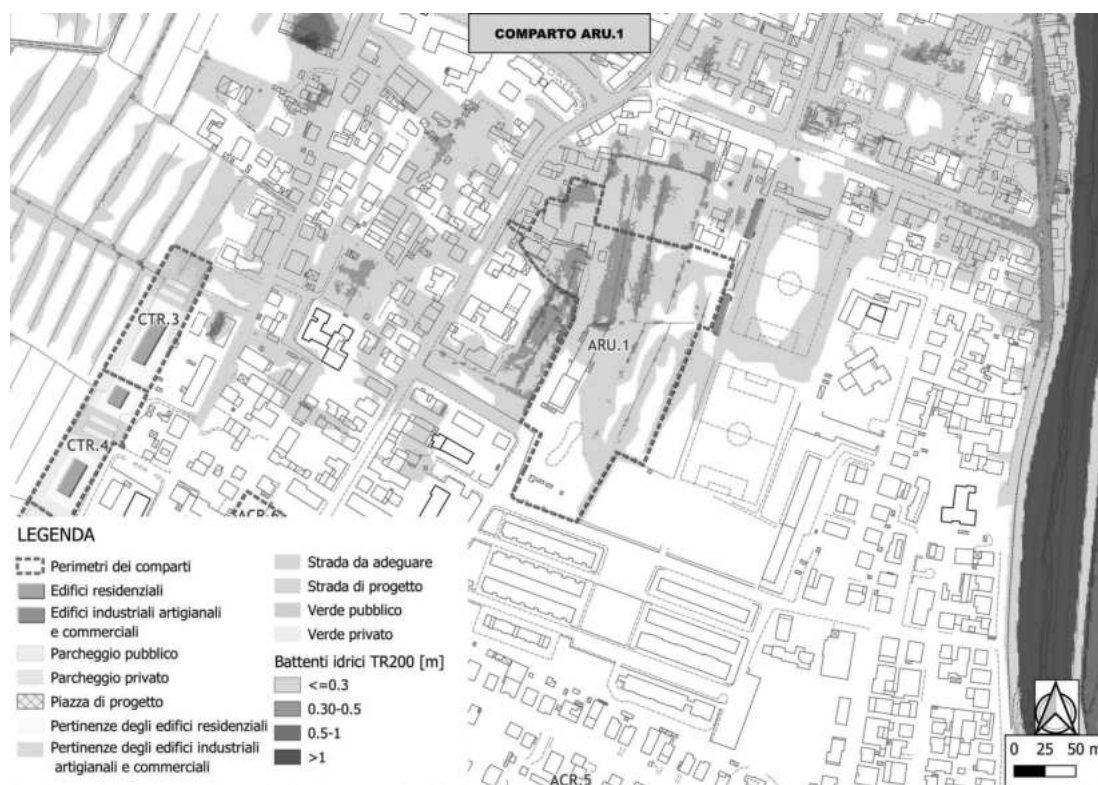 COMPARTO ARU.1
CTR.3
ARU.1
CTR.4
ACR.6
LEGENDA
Perimetri dei comparti
Edifici residenziali
Edifici industriali artigianali
e commerciali
Parcheggio pubblico
Parcheggio privato
Piazza di progetto
Pertinenze degli edifici residenziali
Pertinenze degli edifici industriali
artigianali e commerciali
Strada da adeguare
Strada di progetto
Verde pubblico
Verde privato
Battenti idrici TR200 [m]
<=0.3
0.30-0.5
0.5-1
>1
ACR.5
0 25 50 m